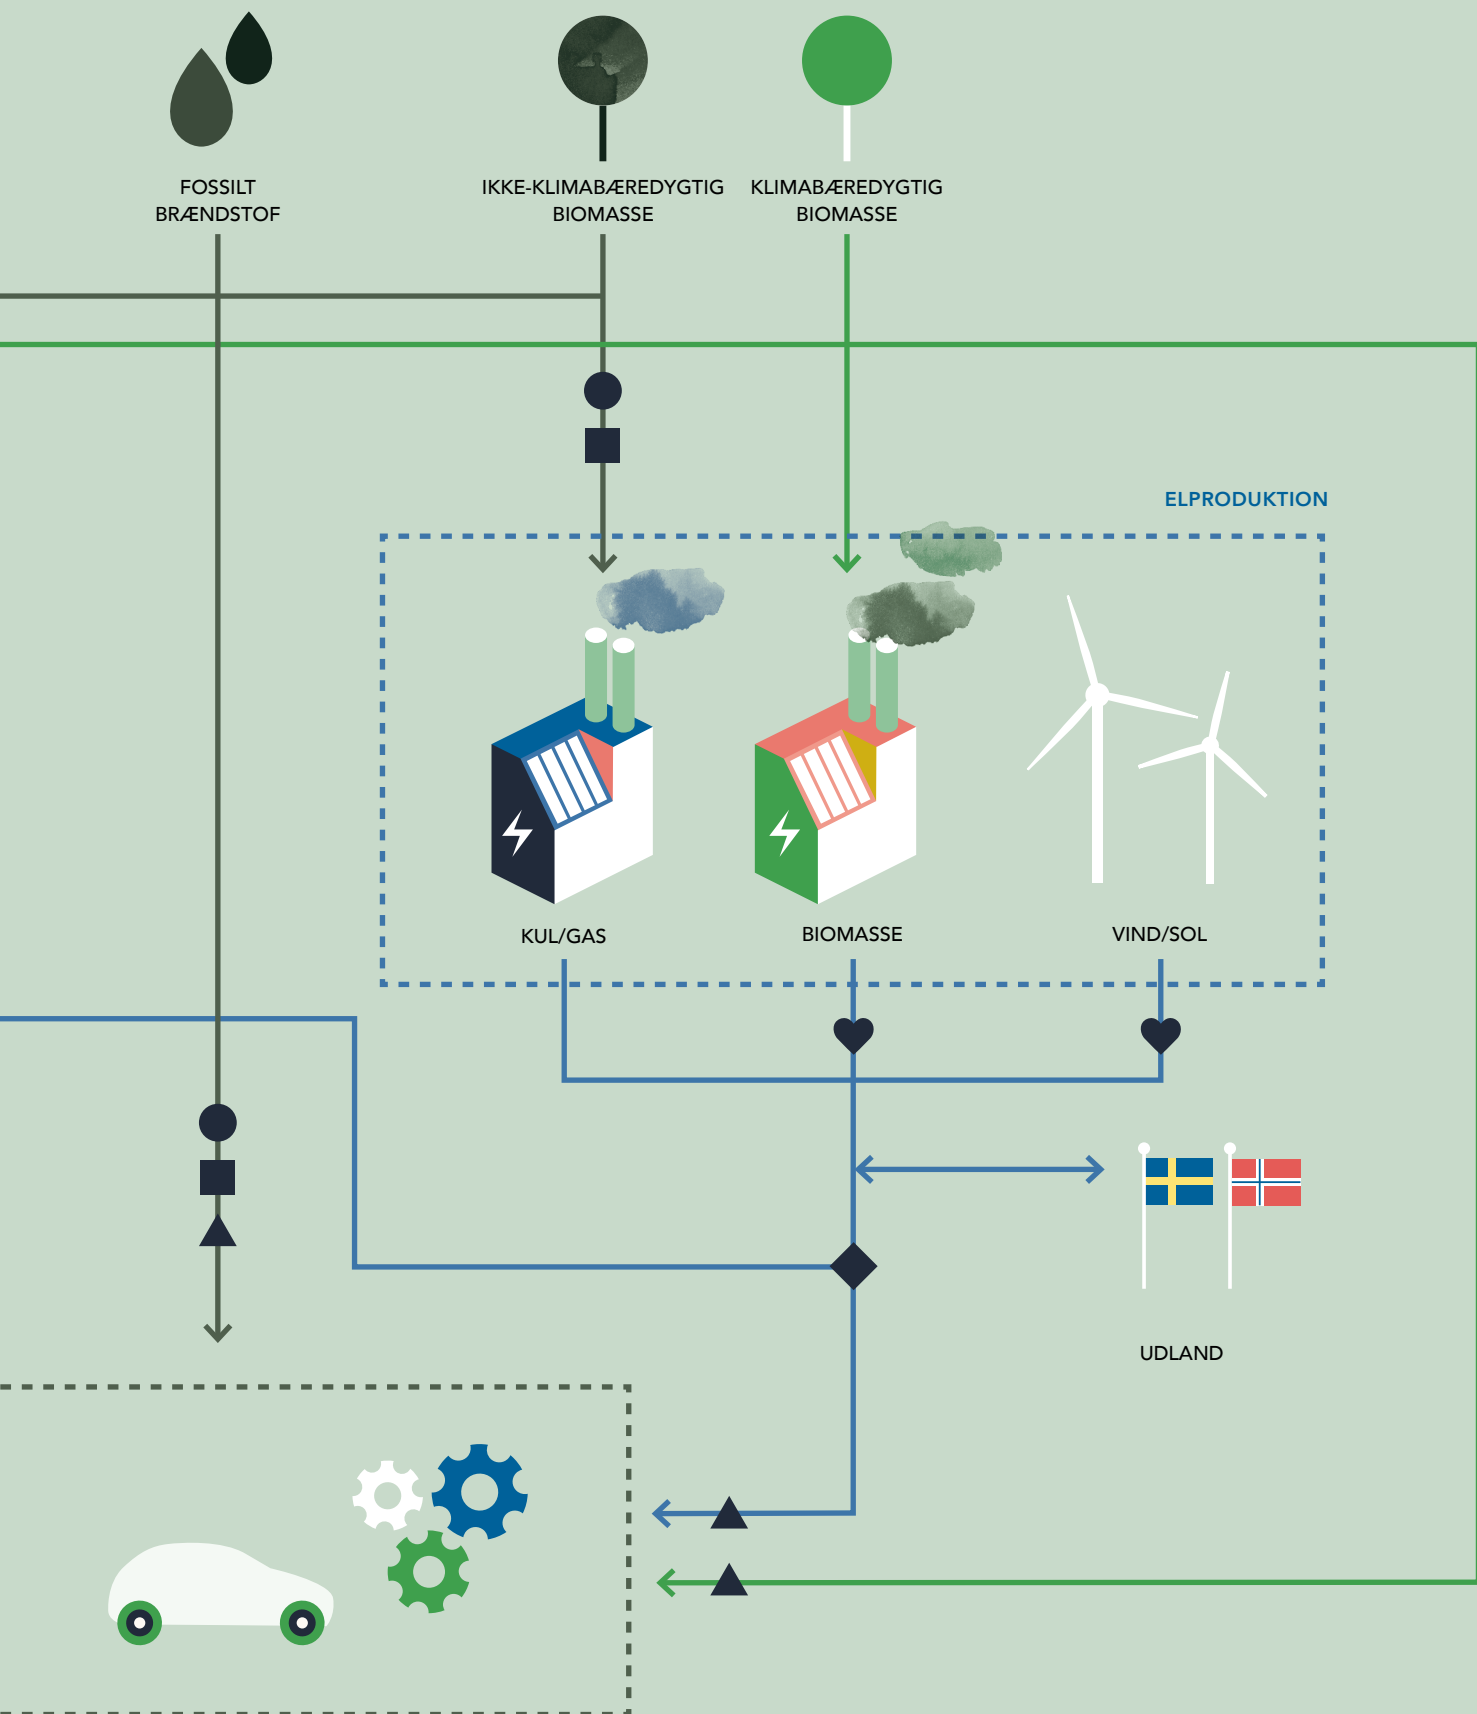 FOSSILT
BRÆNDSTOF
IKKE-KLIMABÆREDYGTIG
BIOMASSE
KLIMABÆREDYGTIG
BIOMASSE
ELPRODUKTION
KUL/GAS
BIOMASSE
VIND/SOL
UDLAND